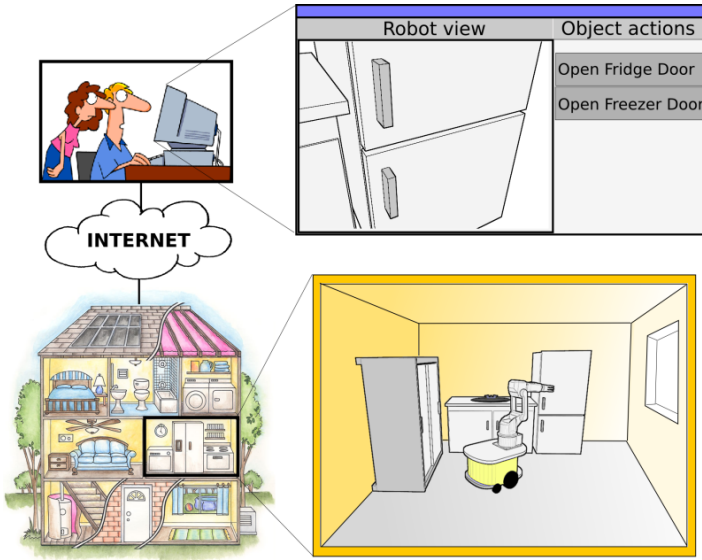 Robot view
Object actions
Open Fridge Door
Open Freezer Door
INTERNET